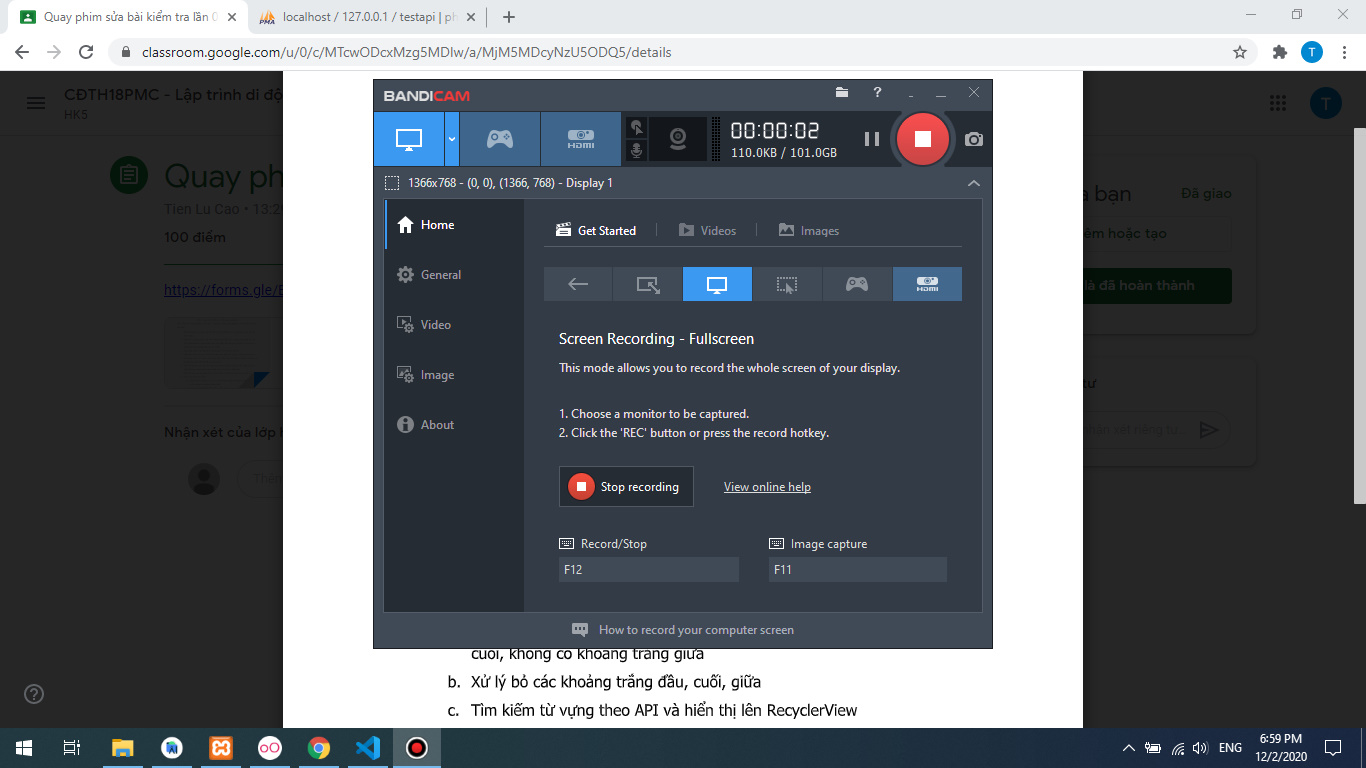 Quay phim sửa bài kiểm tra lần 0
localhost / 127.0.0.1 / testapi | ph
classroom.google.com/u/0/c/MTcwODcxMzg5MDIw/a/MjM5MDcyNzU5ODQ5/details
CĐTH18PMC - Lập trình di độ
HK5
T
Quay ph
a bạn
Đã giao
Tien Lu Cao • 13:2
100 điểm
êm hoặc tạo
là đã hoàn thành
https://forms.gle/
Nhận xét của lớp
BANDICAM
HDMI
00:00:02
110.0KB / 101.0GB
1366x768 - (0, 0), (1366, 768) - Display 1
Home
General
Video
Image
About
Get Started
Videos
Images
HDMI
Screen Recording - Fullscreen
This mode allows you to record the whole screen of your display.
1. Choose a monitor to be captured.
2. Click the 'REC' button or press the record hotkey.
Stop recording
View online help
Record/Stop
Image capture
F12
F11
How to record your computer screen
cuối, không có khoảng trắng giữa
b. Xử lý bỏ các khoảng trắng đầu, cuối, giữa
c. Tìm kiếm từ vựng theo API và hiển thị lên RecyclerView
ENG
6:59 PM
12/2/2020